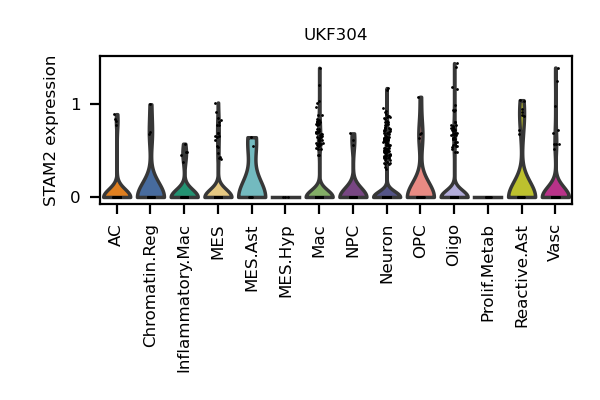 UKF304
STAM2 expression
1
0
AC
Chromatin.Reg
Inflammatory.Mac
MES
MES.Ast
MES.Hyp
Mac
NPC
Neuron
OPC
Oligo
Prolif.Metab
Reactive.Ast
Vasc